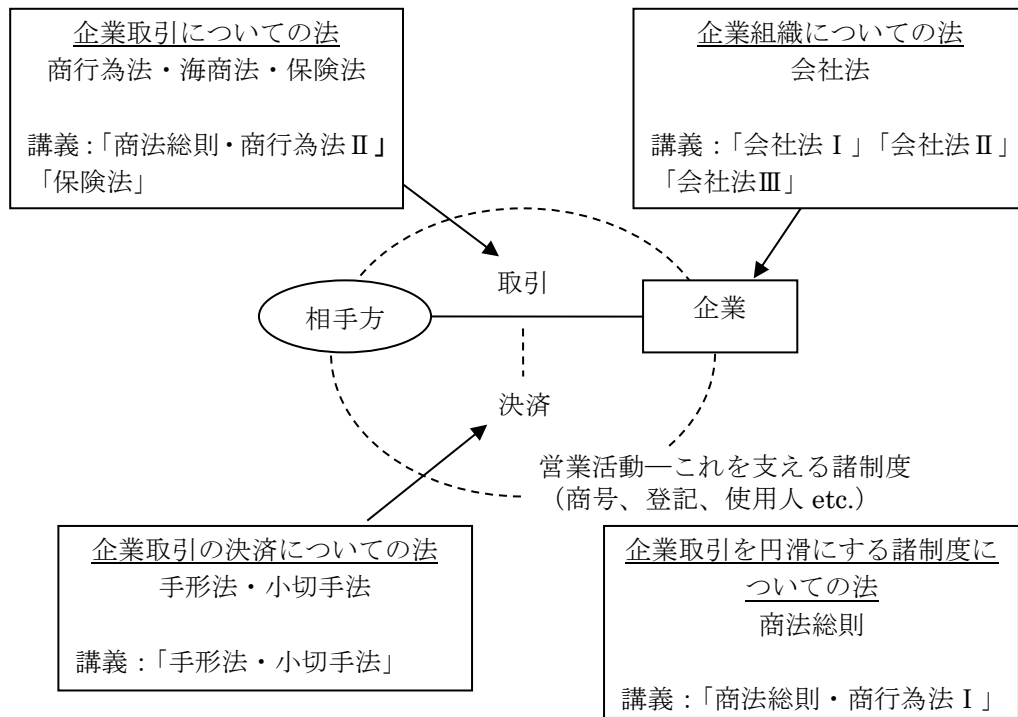 企業取引についての法
商行為法・海商法・保険法
講義：「商法総則・商行為法Ⅱ」
「保険法」
企業組織についての法
会社法
講義：「会社法Ⅰ」「会社法Ⅱ」
「会社法Ⅲ」
取引
相手方
企業
決済
営業活動―これを支える諸制度
（商号、登記、使用人 etc.）
企業取引の決済についての法
手形法・小切手法
講義：「手形法・小切手法」
企業取引を円滑にする諸制度に
ついての法
商法総則
講義：「商法総則・商行為法Ⅰ」